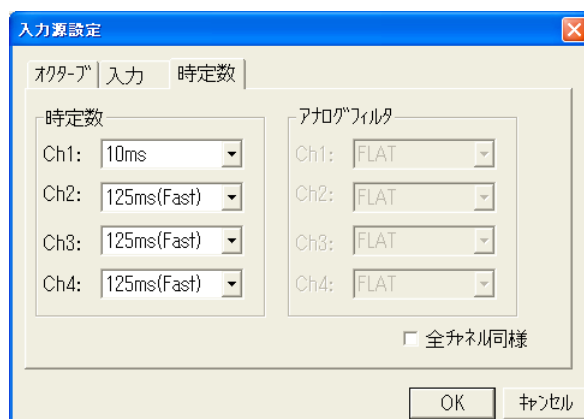 入力源設定
ｵｸﾀｰﾌﾞ 入力 時定数
時定数 ｱﾅﾛｸﾞﾌｨﾙﾀ
Ch1: 10ms Ch1: FLAT
Ch2: 125ms(Fast) Ch2: FLAT
Ch3: 125ms(Fast) Ch3: FLAT
Ch4: 125ms(Fast) Ch4: FLAT
全ﾁｬﾈﾙ同様
OK ｷｬﾝｾﾙ